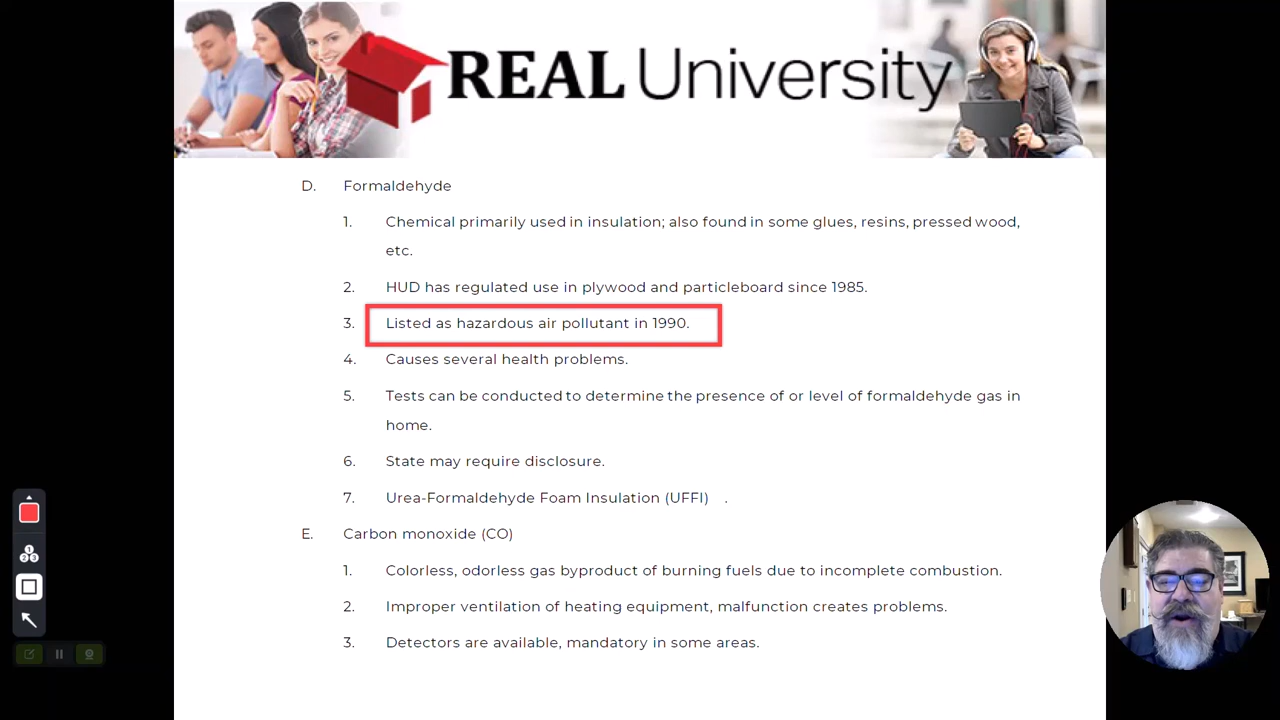 REAL University
D. Formaldehyde
1. Chemical primarily used in insulation; also found in some glues, resins, pressed wood,
etc.
2. HUD has regulated use in plywood and particleboard since 1985.
3. Listed as hazardous air pollutant in 1990.
4. Causes several health problems.
5. Tests can be conducted to determine the presence of or level of formaldehyde gas in
home.
6. State may require disclosure.
7. Urea-Formaldehyde Foam Insulation (UFFI) .
E. Carbon monoxide (CO)
1. Colorless, odorless gas byproduct of burning fuels due to incomplete combustion.
2. Improper ventilation of heating equipment, malfunction creates problems.
3. Detectors are available, mandatory in some areas.